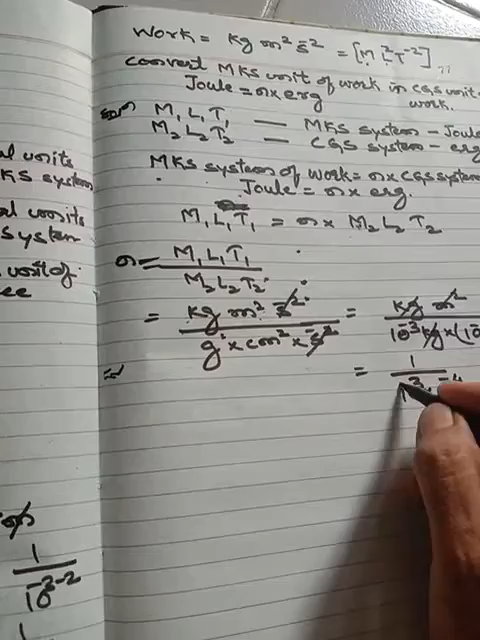 Work = kg m² s⁻² = [M L² T⁻²]
convert MKS unit of work in CGS unit
work.
Joule = n x erg
M₁ L₁ T₁ — MKS system - Joule
M₂ L₂ T₂ — CGS system - erg
MKS system of work = n x CGS system
Joule = n x erg.
M₁ L₁ T₁ = n x M₂ L₂ T₂
n = M₁ L₁ T₁ / M₂ L₂ T₂
= kg m² s⁻² / g x cm² x s⁻² = kg m² / 10⁻³ kg x (10
= 1 /
al units
KS system
al units
system
unit of
ee
1 / 10⁻³⁻²
1